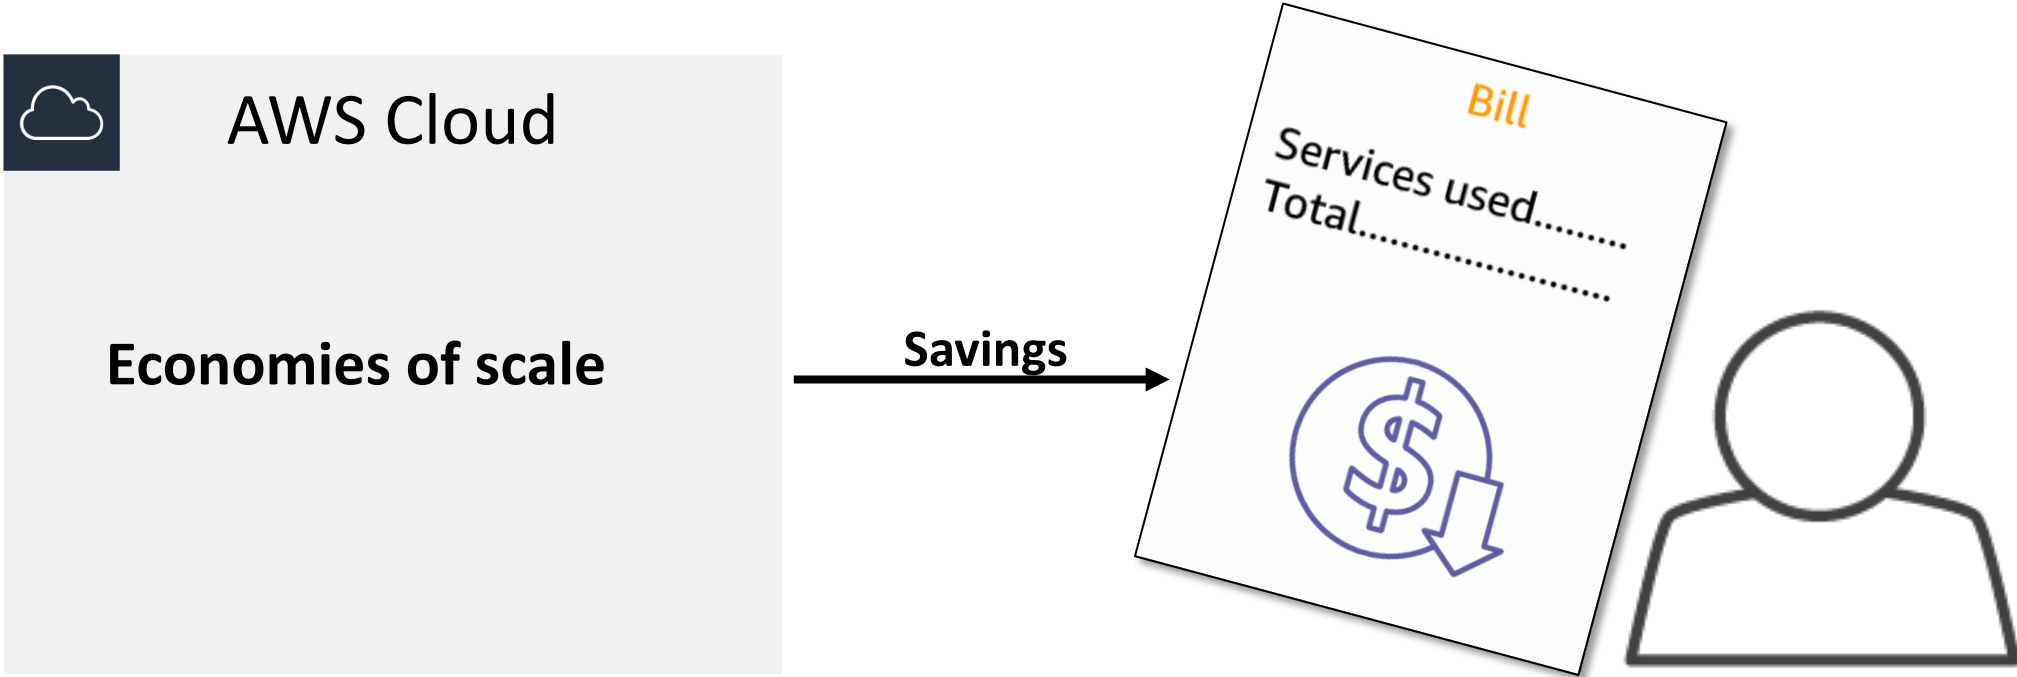 AWS Cloud
Economies of scale
Savings
Bill
Services used.........
Total.......................
$